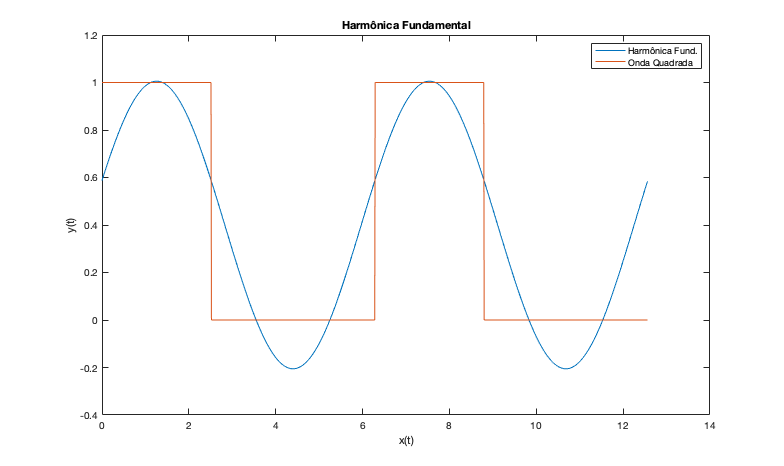 Harmônica Fundamental
Harmônica Fund.
Onda Quadrada
1.2
1
0.8
0.6
0.4
0.2
0
-0.2
-0.4
y(t)
0 2 4 6 8 10 12 14
x(t)